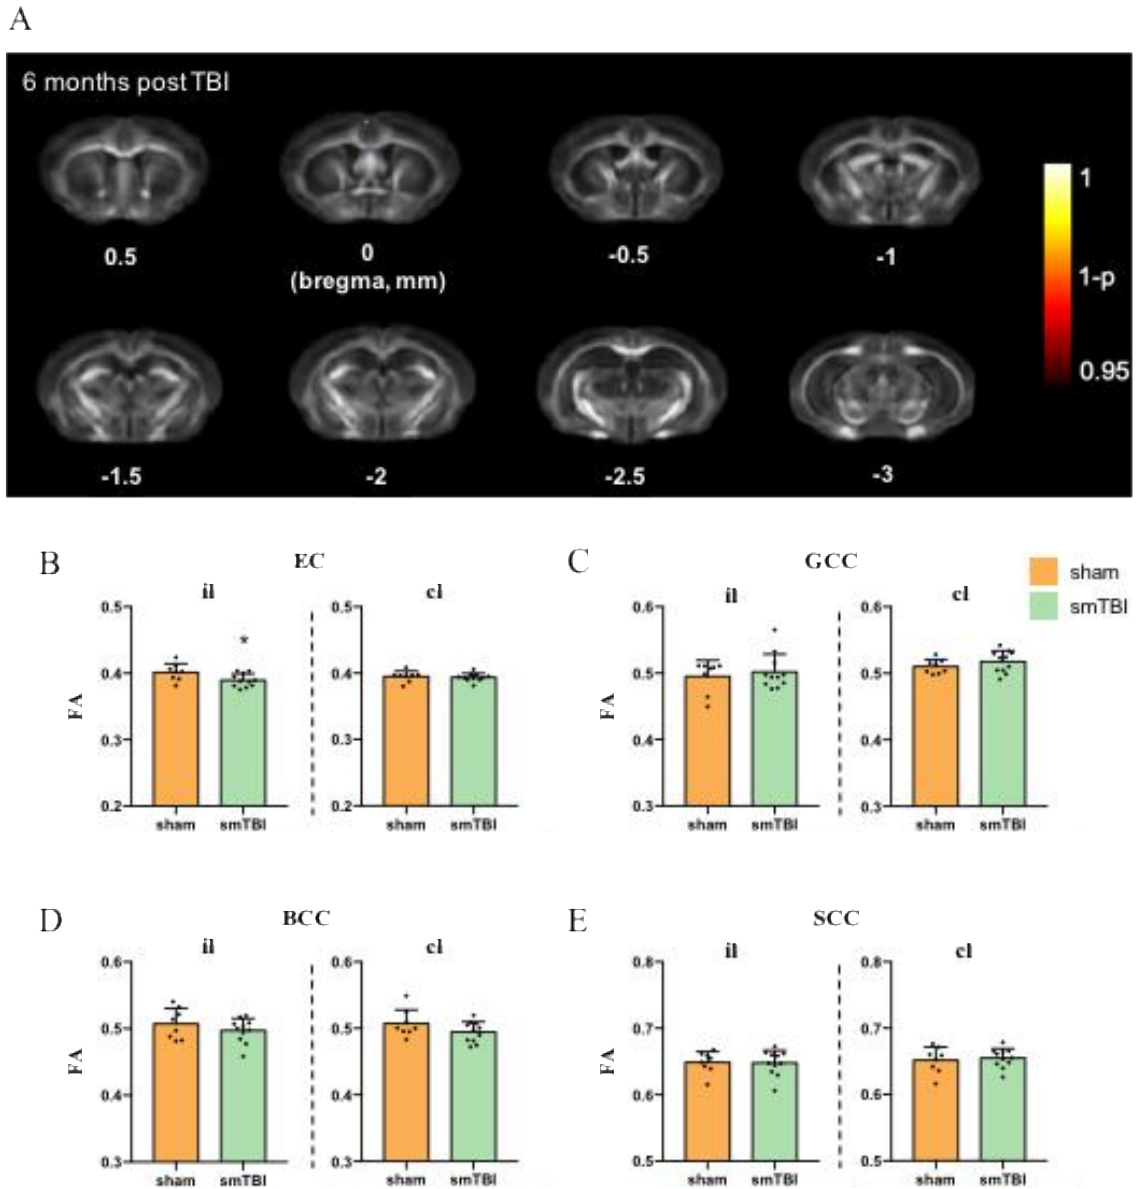 A
6 months post TBI
0.5
0
(bregma, mm)
-0.5
-1
1
1-p
0.95
-1.5
-2
-2.5
-3
B
EC
il
cl
FA
0.5
0.4
0.3
0.2
sham
smTBI
0.5
0.4
0.3
0.2
sham
smTBI
*
C
GCC
il
cl
FA
0.6
0.5
0.4
0.3
sham
smTBI
0.6
0.5
0.4
0.3
sham
smTBI
sham
smTBI
D
BCC
il
cl
FA
0.6
0.5
0.4
0.3
sham
smTBI
0.6
0.5
0.4
0.3
sham
smTBI
E
SCC
il
cl
FA
0.8
0.7
0.6
0.5
sham
smTBI
0.8
0.7
0.6
0.5
sham
smTBI